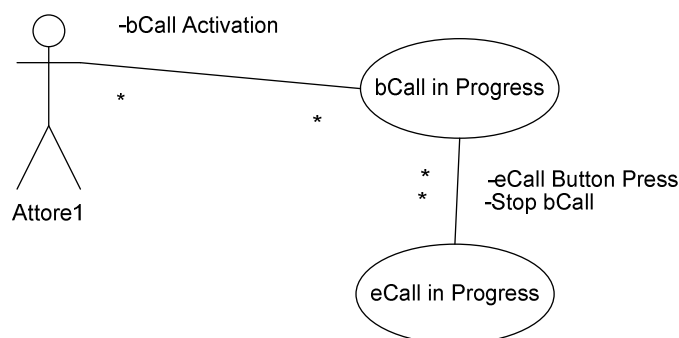 -bCall Activation
bCall in Progress
*
*
*
-eCall Button Press
*
-Stop bCall
Attore1
eCall in Progress